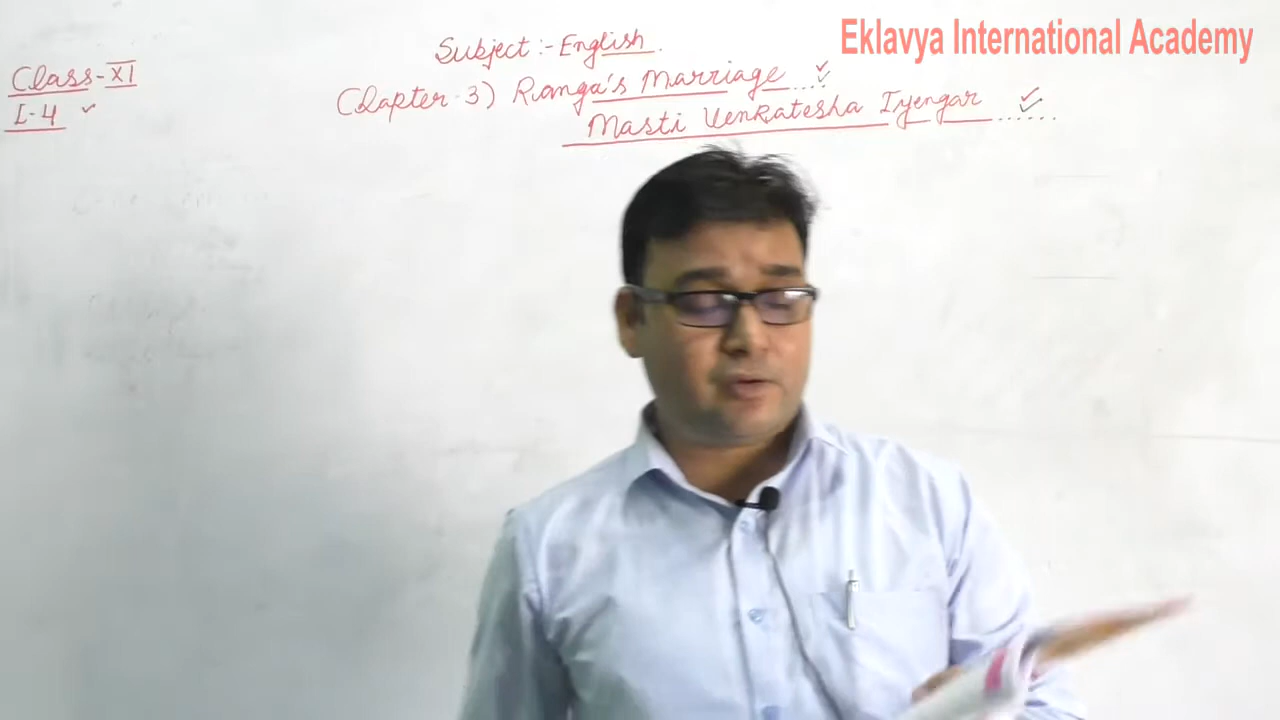 Eklavya International Academy
Subject :- English.
Class-XI
Chapter-3) Ranga's Marriage...
L-4
Masti Venkatesha Iyengar ......